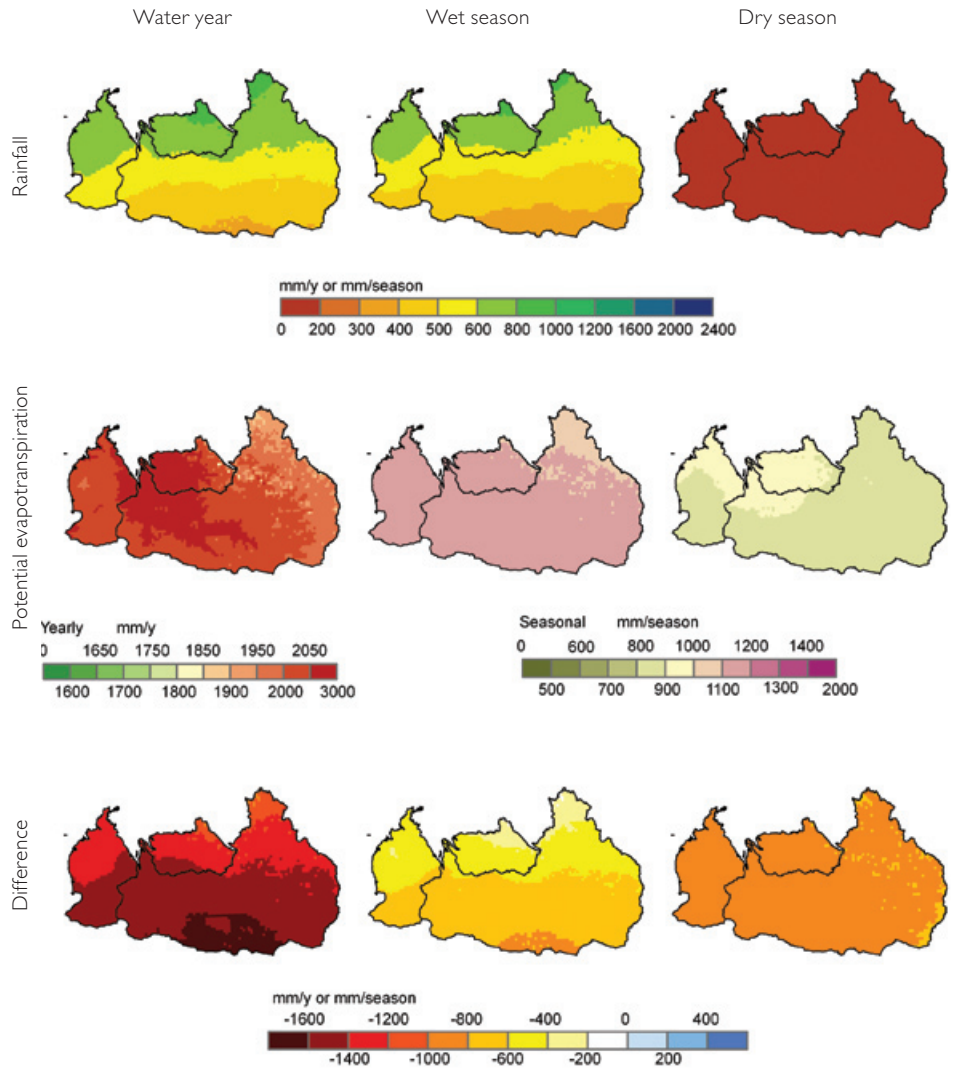 Water year Wet season Dry season
Rainfall
mm/y or mm/season
0 200 300 400 500 600 800 1000 1200 1600 2000 2400
Potential evapotranspiration
Yearly mm/y
0 1650 1750 1850 1950 2050
1600 1700 1800 1900 2000 3000
Seasonal mm/season
0 600 800 1000 1200 1400
500 700 900 1100 1300 2000
Difference
mm/y or mm/season
-1600 -1200 -800 -400 0 400
-1400 -1000 -600 -200 200